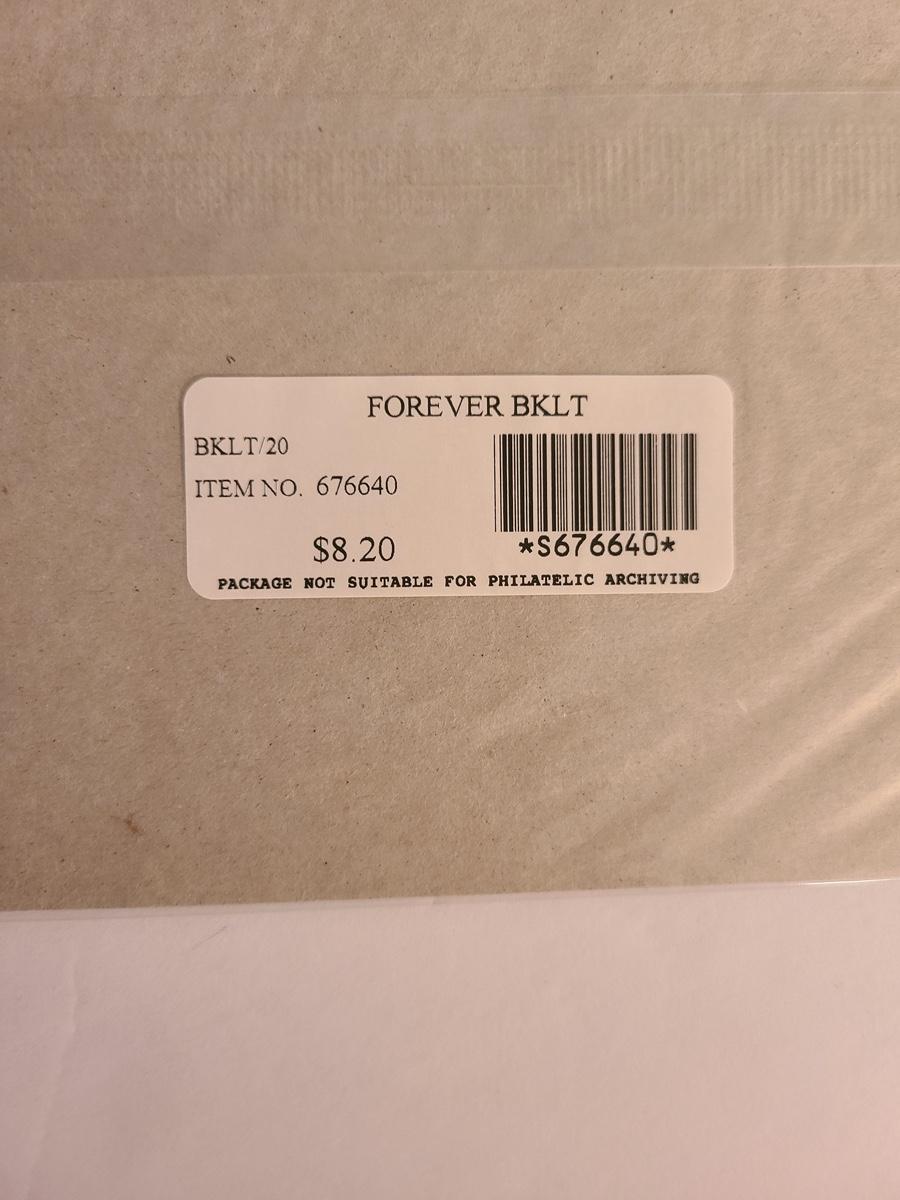 FOREVER BKLT
BKLT/20
ITEM NO. 676640
$8.20
*S676640*
PACKAGE NOT SUITABLE FOR PHILATELIC ARCHIVING